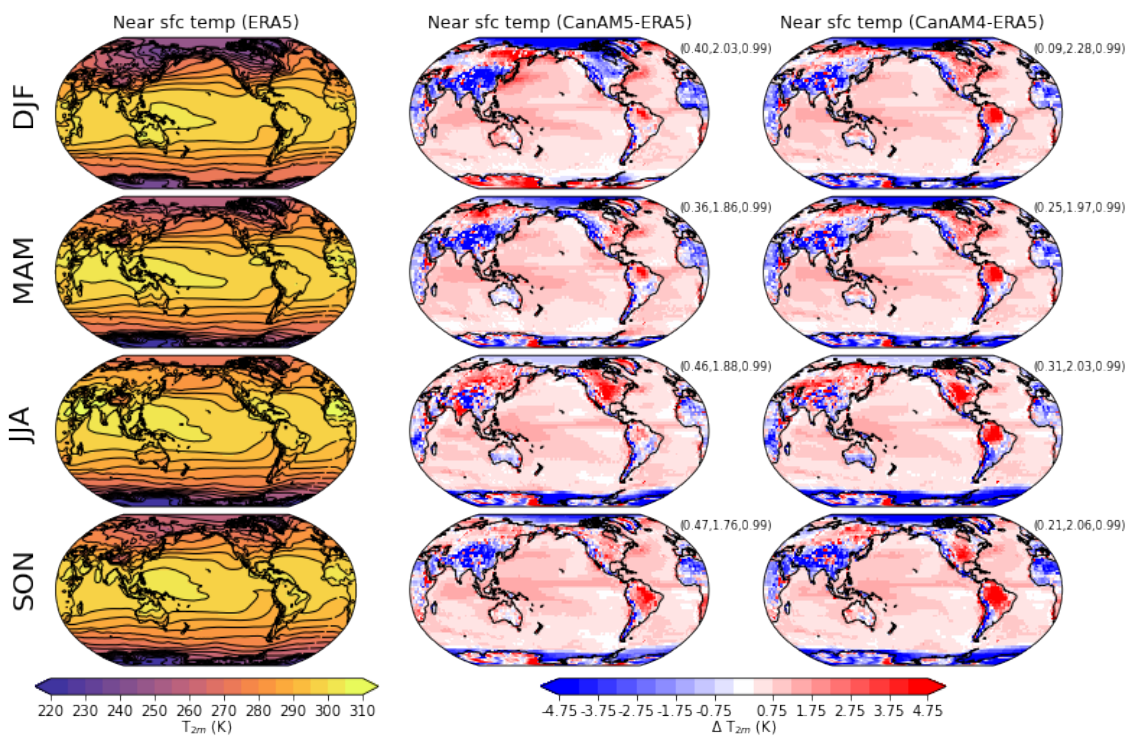 Near sfc temp (ERA5) Near sfc temp (CanAM5-ERA5) Near sfc temp (CanAM4-ERA5)
DJF (0.40,2.03,0.99) (0.09,2.28,0.99)
MAM (0.36,1.86,0.99) (0.25,1.97,0.99)
JJA (0.46,1.88,0.99) (0.31,2.03,0.99)
SON (0.47,1.76,0.99) (0.21,2.06,0.99)
220 230 240 250 260 270 280 290 300 310
T2m (K)
-4.75 -3.75 -2.75 -1.75 -0.75 0.75 1.75 2.75 3.75 4.75
Δ T2m (K)